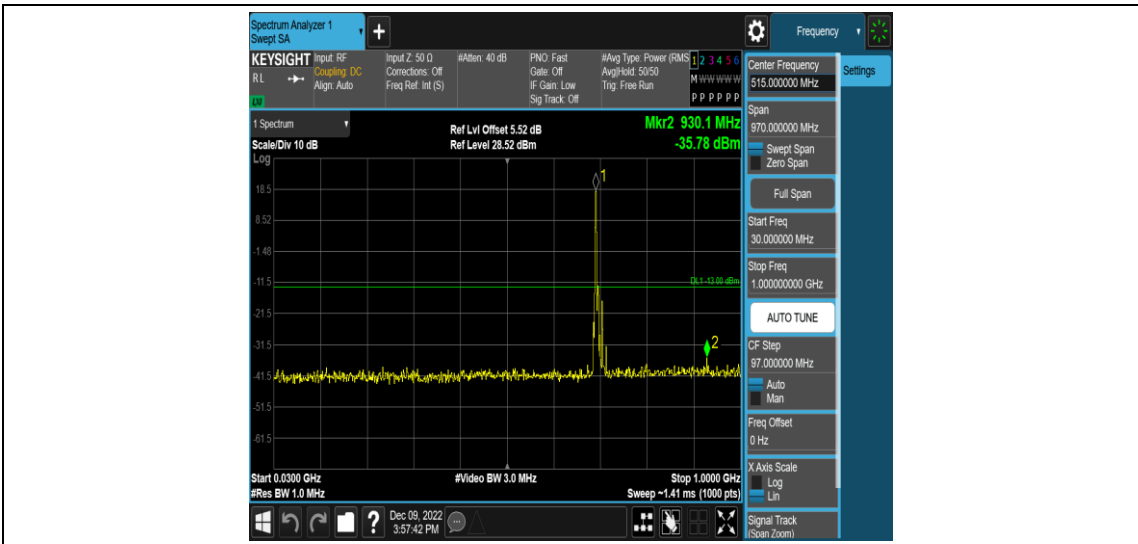 Spectrum Analyzer 1
Swept SA
+
Frequency
KEYSIGHT
RL
LNI
Input: RF
Coupling: DC
Align: Auto
Input Z: 50 Ω
Corrections: Off
Freq Ref: Int (S)
#Atten: 40 dB
PNO: Fast
Gate: Off
IF Gain: Low
Sig Track: Off
#Avg Type: Power (RMS
Avg|Hold: 50/50
Trig: Free Run
1 2 3 4 5 6
M W W W W W
P P P P P P
Center Frequency
515.000000 MHz
Settings
1 Spectrum
Scale/Div 10 dB
Log
Ref Lvl Offset 5.52 dB
Ref Level 28.52 dBm
Mkr2 930.1 MHz
-35.78 dBm
1
18.5
8.52
-1.48
-11.5
DL1 -13.00 dBm
-21.5
-31.5
2
-41.5
-51.5
-61.5
Start 0.0300 GHz
#Res BW 1.0 MHz
#Video BW 3.0 MHz
Stop 1.0000 GHz
Sweep ~1.41 ms (1000 pts)
Span
970.000000 MHz
Swept Span
Zero Span
Full Span
Start Freq
30.000000 MHz
Stop Freq
1.000000000 GHz
AUTO TUNE
CF Step
97.000000 MHz
Auto
Man
Freq Offset
0 Hz
X Axis Scale
Log
Lin
Signal Track
(Span Zoom)
?
Dec 09, 2022
3:57:42 PM